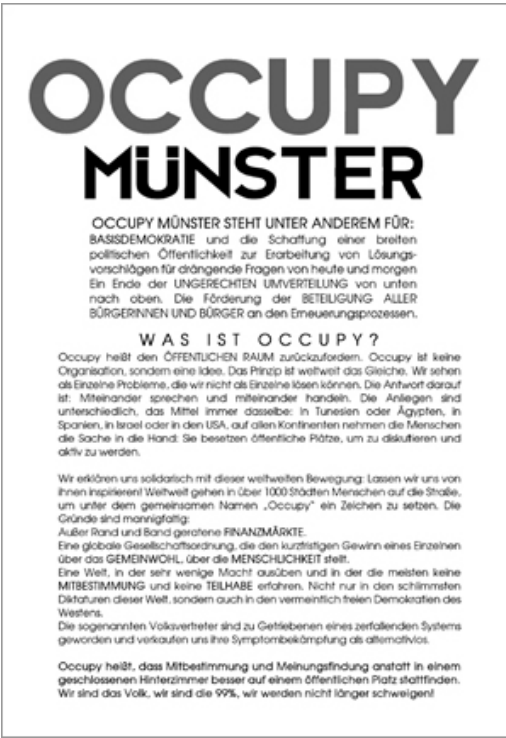 OCCUPY
MÜNSTER
OCCUPY MÜNSTER STEHT UNTER ANDEREM FÜR:
BASISDEMOKRATIE und die Schaffung einer breiten
politischen Öffentlichkeit zur Erarbeitung von Lösungs-
vorschlägen für drängende Fragen von heute und morgen
Ein Ende der UNGERECHTEN UMVERTEILUNG von unten
nach oben. Die Förderung der BETEILIGUNG ALLER
BÜRGERINNEN UND BÜRGER an den Erneuerungsprozessen.
WAS IST OCCUPY?
Occupy heißt den ÖFFENTLICHEN RAUM zurückzufordern. Occupy ist keine
Organisation, sondern eine Idee. Das Prinzip ist weltweit das Gleiche. Wir sehen
als Einzelne Probleme, die wir nicht als Einzelne lösen können. Die Antwort darauf
ist: Miteinander sprechen und miteinander handeln. Die Anliegen sind
unterschiedlich, das Mittel immer dasselbe: In Tunesien oder Ägypten, in
Spanien, in Israel oder in den USA, auf allen Kontinenten nehmen die Menschen
die Sache in die Hand: Sie besetzen öffentliche Plätze, um zu diskutieren und
aktiv zu werden.
Wir erklären uns solidarisch mit dieser weltweiten Bewegung: Lassen wir uns von
ihnen inspirieren! Weltweit gehen in über 1000 Städten Menschen auf die Straße,
um unter dem gemeinsamen Namen „Occupy" ein Zeichen zu setzen. Die
Gründe sind mannigfaltig:
Außer Rand und Band geratene FINANZMÄRKTE.
Eine globale Gesellschaftsordnung, die den kurzfristigen Gewinn eines Einzelnen
über das GEMEINWOHL, über die MENSCHLICHKEIT stellt.
Eine Welt, in der sehr wenige Macht ausüben und in der die meisten keine
MITBESTIMMUNG und keine TEILHABE erfahren. Nicht nur in den schlimmsten
Diktaturen dieser Welt, sondern auch in den vermeintlich freien Demokratien des
Westens.
Die sogenannten Volksvertreter sind zu Getriebenen eines zerfallenden Systems
geworden und verkaufen uns ihre Symptombekämpfung als alternativlos.
Occupy heißt, dass Mitbestimmung und Meinungsfindung anstatt in einem
geschlossenen Hinterzimmer besser auf einem öffentlichen Platz stattfinden.
Wir sind das Volk, wir sind die 99%, wir werden nicht länger schweigen!